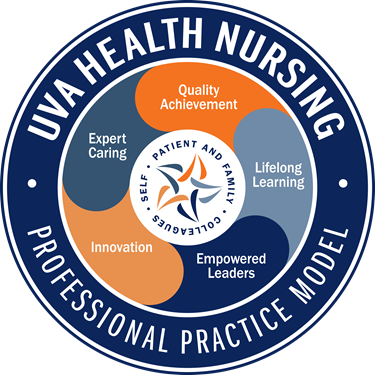 UVA HEALTH NURSING
Quality
Achievement
Expert
Caring
Lifelong
Learning
Innovation
Empowered
Leaders
SELF • PATIENT AND FAMILY • COLLEAGUES •
• PROFESSIONAL PRACTICE MODEL •